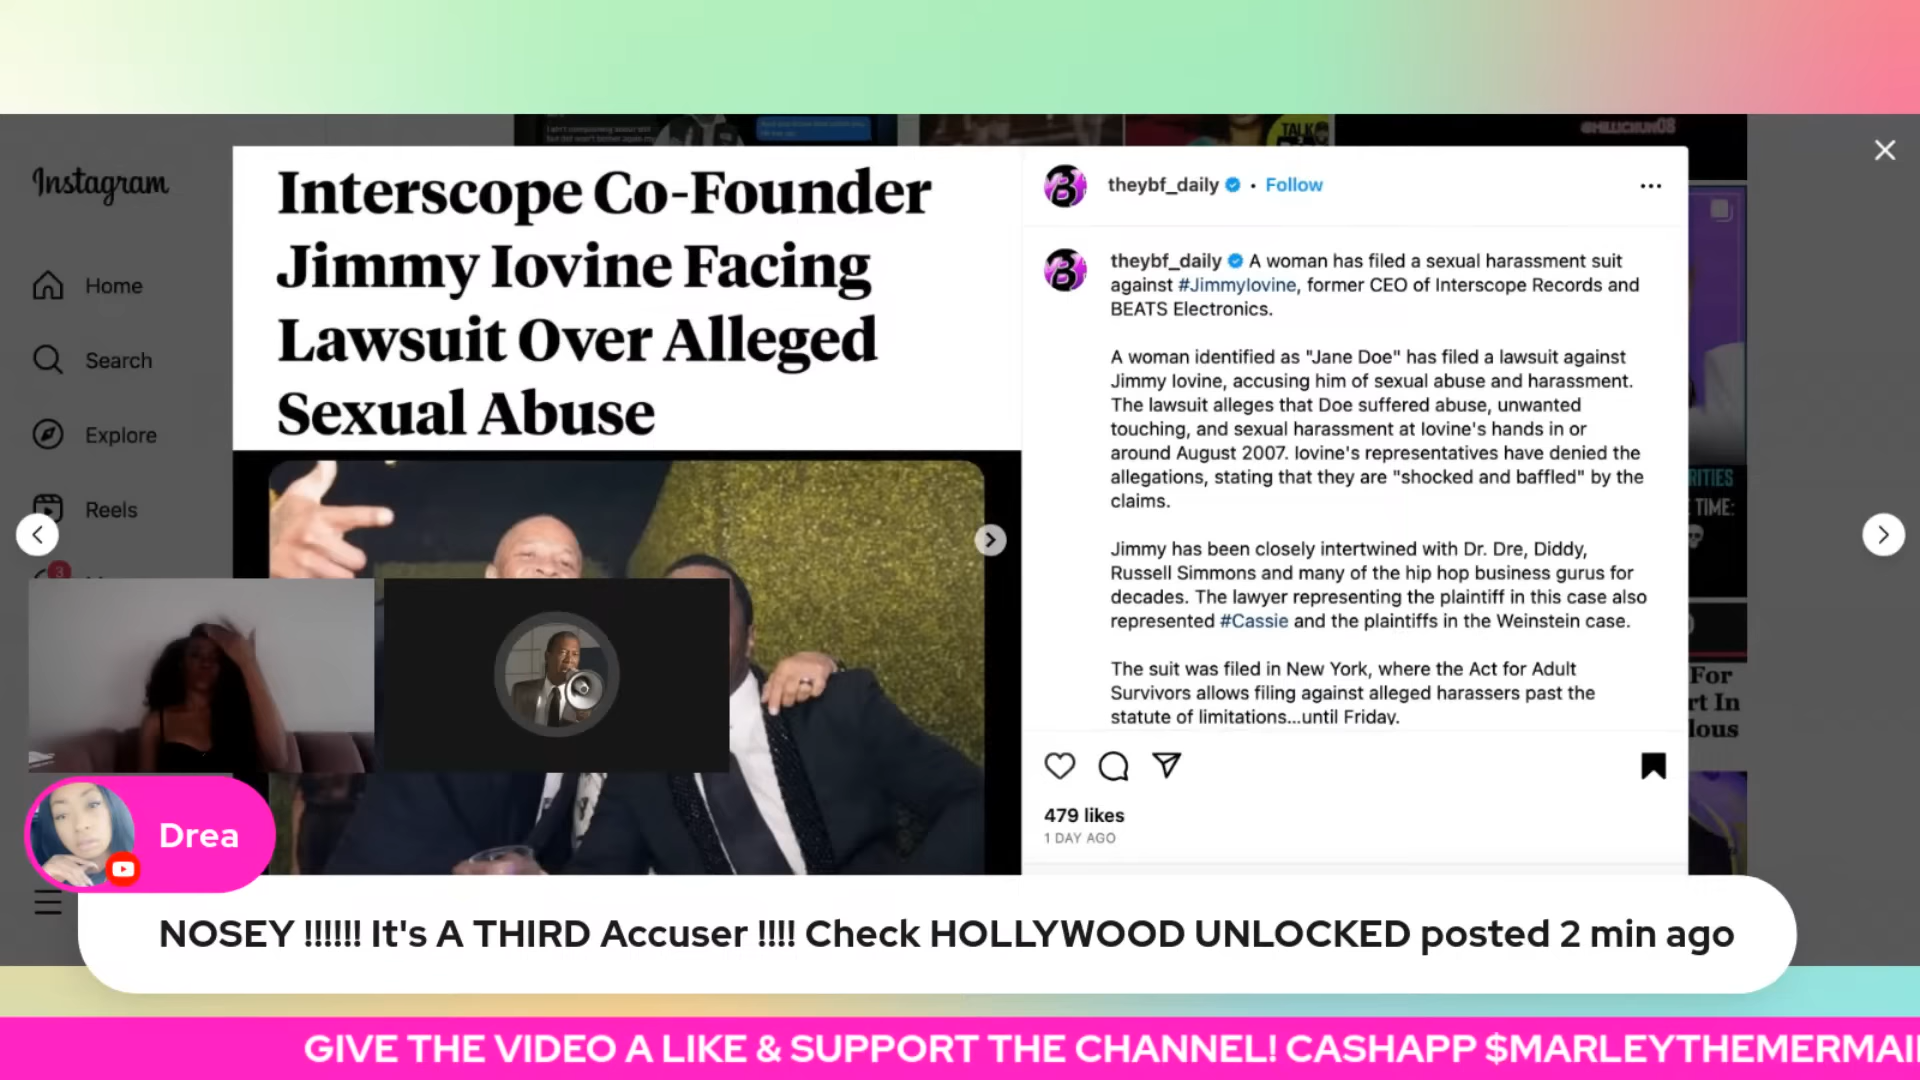 Instagram
Home
Search
Explore
Reels
3
Interscope Co-Founder
Jimmy Iovine Facing
Lawsuit Over Alleged
Sexual Abuse
@HILLICHUN08
TALK
theybf_daily • Follow
theybf_daily A woman has filed a sexual harassment suit
against #JimmyIovine, former CEO of Interscope Records and
BEATS Electronics.
A woman identified as "Jane Doe" has filed a lawsuit against
Jimmy Iovine, accusing him of sexual abuse and harassment.
The lawsuit alleges that Doe suffered abuse, unwanted
touching, and sexual harassment at Iovine's hands in or
around August 2007. Iovine's representatives have denied the
allegations, stating that they are "shocked and baffled" by the
claims.
Jimmy has been closely intertwined with Dr. Dre, Diddy,
Russell Simmons and many of the hip hop business gurus for
decades. The lawyer representing the plaintiff in this case also
represented #Cassie and the plaintiffs in the Weinstein case.
The suit was filed in New York, where the Act for Adult
Survivors allows filing against alleged harassers past the
statute of limitations...until Friday.
479 likes
1 DAY AGO
RITIES
TIME:
For
rt In
lous
Drea
NOSEY !!!!!! It's A THIRD Accuser !!!! Check HOLLYWOOD UNLOCKED posted 2 min ago
GIVE THE VIDEO A LIKE & SUPPORT THE CHANNEL! CASHAPP $MARLEYTHEMERMAI